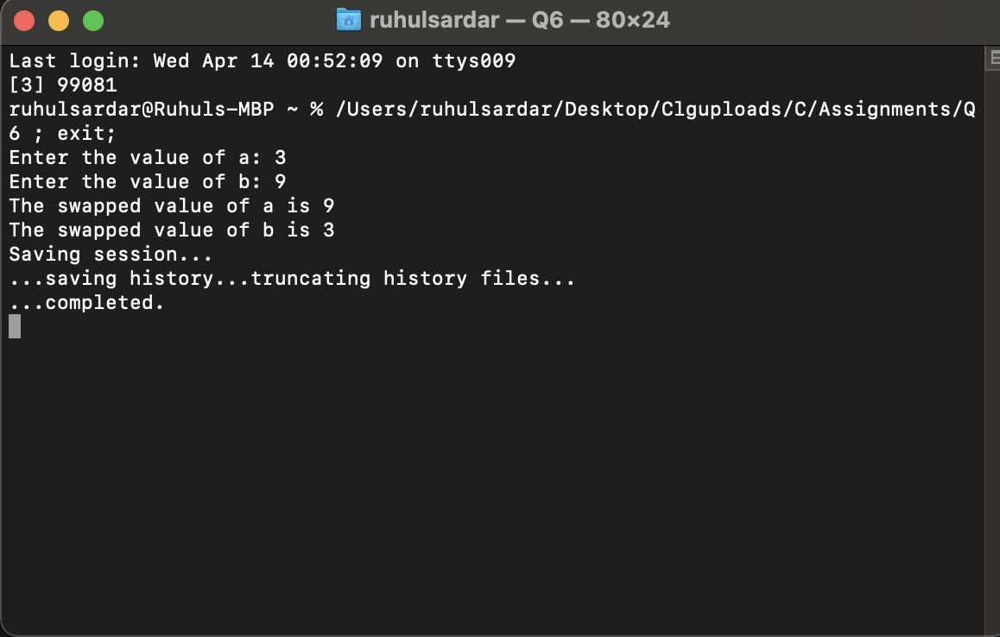 ruhulsardar — Q6 — 80×24
Last login: Wed Apr 14 00:52:09 on ttys009
[3] 99081
ruhulsardar@Ruhuls-MBP ~ % /Users/ruhulsardar/Desktop/Clguploads/C/Assignments/Q
6 ; exit;
Enter the value of a: 3
Enter the value of b: 9
The swapped value of a is 9
The swapped value of b is 3
Saving session...
...saving history...truncating history files...
...completed.